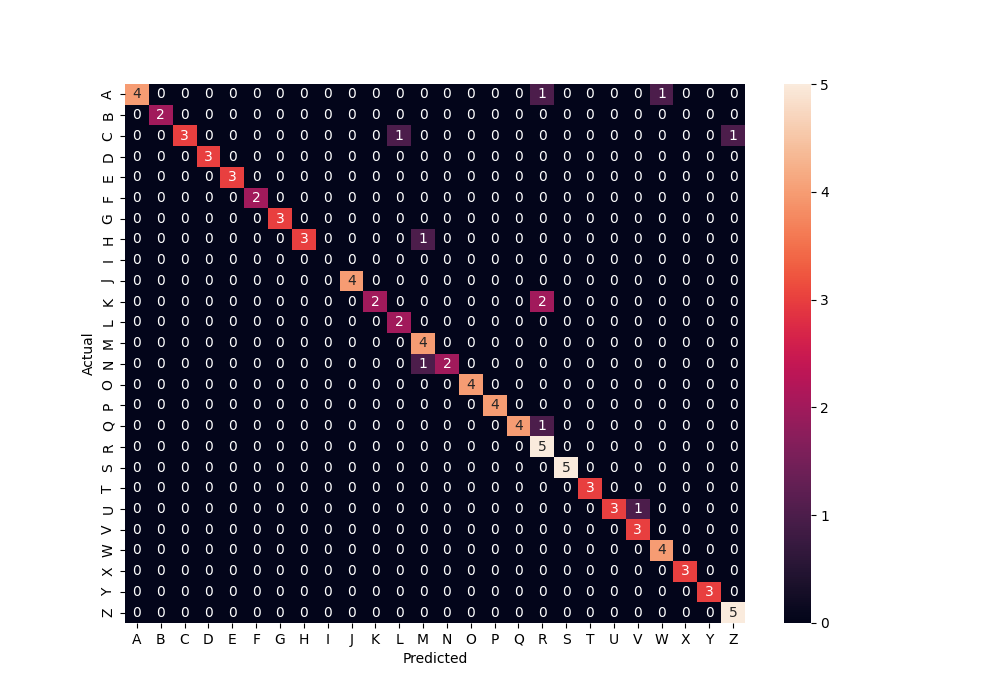 A 4 0 0 0 0 0 0 0 0 0 0 0 0 0 0 0 0 1 0 0 0 0 1 0 0 0
B 0 2 0 0 0 0 0 0 0 0 0 0 0 0 0 0 0 0 0 0 0 0 0 0 0 0
C 0 0 3 0 0 0 0 0 0 0 0 1 0 0 0 0 0 0 0 0 0 0 0 0 0 1
D 0 0 0 3 0 0 0 0 0 0 0 0 0 0 0 0 0 0 0 0 0 0 0 0 0 0
E 0 0 0 0 3 0 0 0 0 0 0 0 0 0 0 0 0 0 0 0 0 0 0 0 0 0
F 0 0 0 0 0 2 0 0 0 0 0 0 0 0 0 0 0 0 0 0 0 0 0 0 0 0
G 0 0 0 0 0 0 3 0 0 0 0 0 0 0 0 0 0 0 0 0 0 0 0 0 0 0
H 0 0 0 0 0 0 0 3 0 0 0 0 1 0 0 0 0 0 0 0 0 0 0 0 0 0
I 0 0 0 0 0 0 0 0 0 0 0 0 0 0 0 0 0 0 0 0 0 0 0 0 0 0
J 0 0 0 0 0 0 0 0 0 4 0 0 0 0 0 0 0 0 0 0 0 0 0 0 0 0
K 0 0 0 0 0 0 0 0 0 0 2 0 0 0 0 0 0 2 0 0 0 0 0 0 0 0
L 0 0 0 0 0 0 0 0 0 0 0 2 0 0 0 0 0 0 0 0 0 0 0 0 0 0
M 0 0 0 0 0 0 0 0 0 0 0 0 4 0 0 0 0 0 0 0 0 0 0 0 0 0
N 0 0 0 0 0 0 0 0 0 0 0 0 1 2 0 0 0 0 0 0 0 0 0 0 0 0
O 0 0 0 0 0 0 0 0 0 0 0 0 0 0 4 0 0 0 0 0 0 0 0 0 0 0
P 0 0 0 0 0 0 0 0 0 0 0 0 0 0 0 4 0 0 0 0 0 0 0 0 0 0
Q 0 0 0 0 0 0 0 0 0 0 0 0 0 0 0 0 4 1 0 0 0 0 0 0 0 0
R 0 0 0 0 0 0 0 0 0 0 0 0 0 0 0 0 0 5 0 0 0 0 0 0 0 0
S 0 0 0 0 0 0 0 0 0 0 0 0 0 0 0 0 0 0 5 0 0 0 0 0 0 0
T 0 0 0 0 0 0 0 0 0 0 0 0 0 0 0 0 0 0 0 3 0 0 0 0 0 0
U 0 0 0 0 0 0 0 0 0 0 0 0 0 0 0 0 0 0 0 0 3 1 0 0 0 0
V 0 0 0 0 0 0 0 0 0 0 0 0 0 0 0 0 0 0 0 0 0 3 0 0 0 0
W 0 0 0 0 0 0 0 0 0 0 0 0 0 0 0 0 0 0 0 0 0 0 4 0 0 0
X 0 0 0 0 0 0 0 0 0 0 0 0 0 0 0 0 0 0 0 0 0 0 0 3 0 0
Y 0 0 0 0 0 0 0 0 0 0 0 0 0 0 0 0 0 0 0 0 0 0 0 0 3 0
Z 0 0 0 0 0 0 0 0 0 0 0 0 0 0 0 0 0 0 0 0 0 0 0 0 0 5
A B C D E F G H I J K L M N O P Q R S T U V W X Y Z
Predicted
Actual
5
4
3
2
1
0